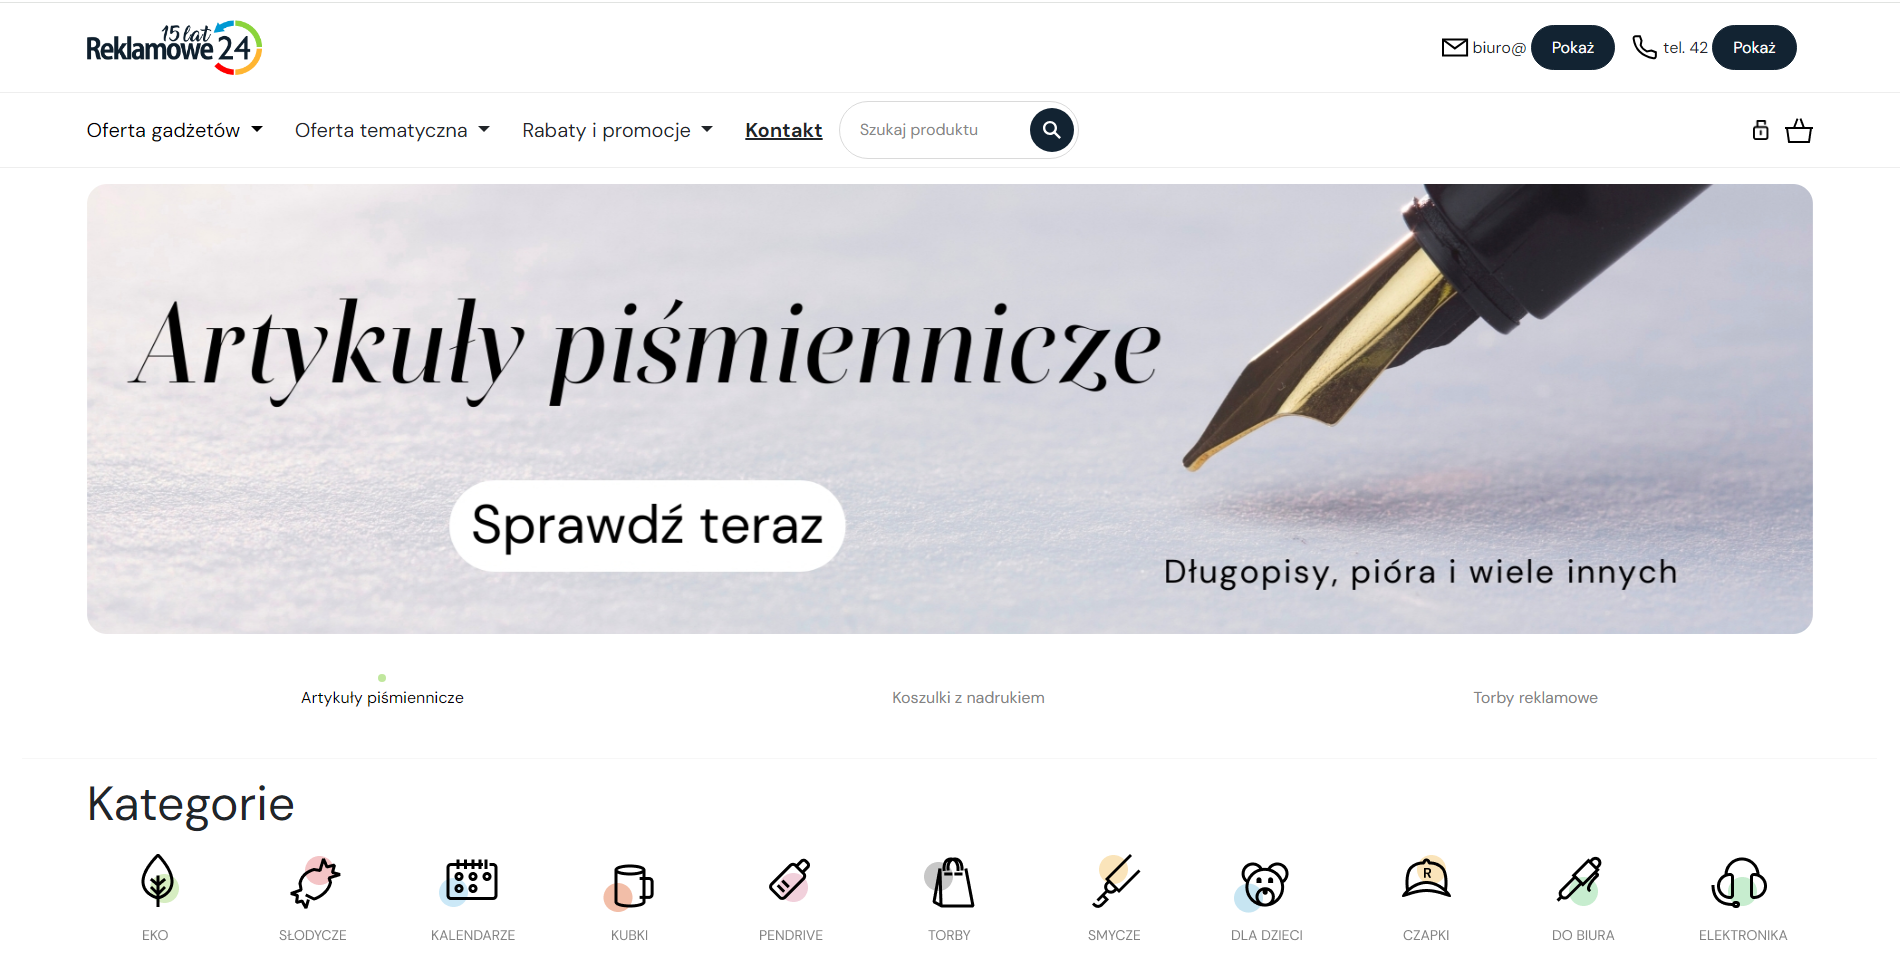 15 lat
Reklamowe 24
biuro@ Pokaż tel. 42 Pokaż
Oferta gadżetów Oferta tematyczna Rabaty i promocje Kontakt Szukaj produktu
Artykuły piśmiennicze
Sprawdź teraz
Długopisy, pióra i wiele innych
Artykuły piśmiennicze Koszulki z nadrukiem Torby reklamowe
Kategorie
R
EKO SŁODYCZE KALENDARZE KUBKI PENDRIVE TORBY SMYCZE DLA DZIECI CZAPKI DO BIURA ELEKTRONIKA